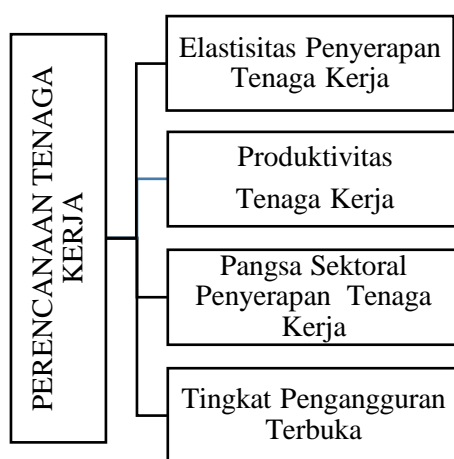 PERENCANAAN TENAGA
KERJA
Elastisitas Penyerapan
Tenaga Kerja
Produktivitas
Tenaga Kerja
Pangsa Sektoral
Penyerapan Tenaga
Kerja
Tingkat Pengangguran
Terbuka